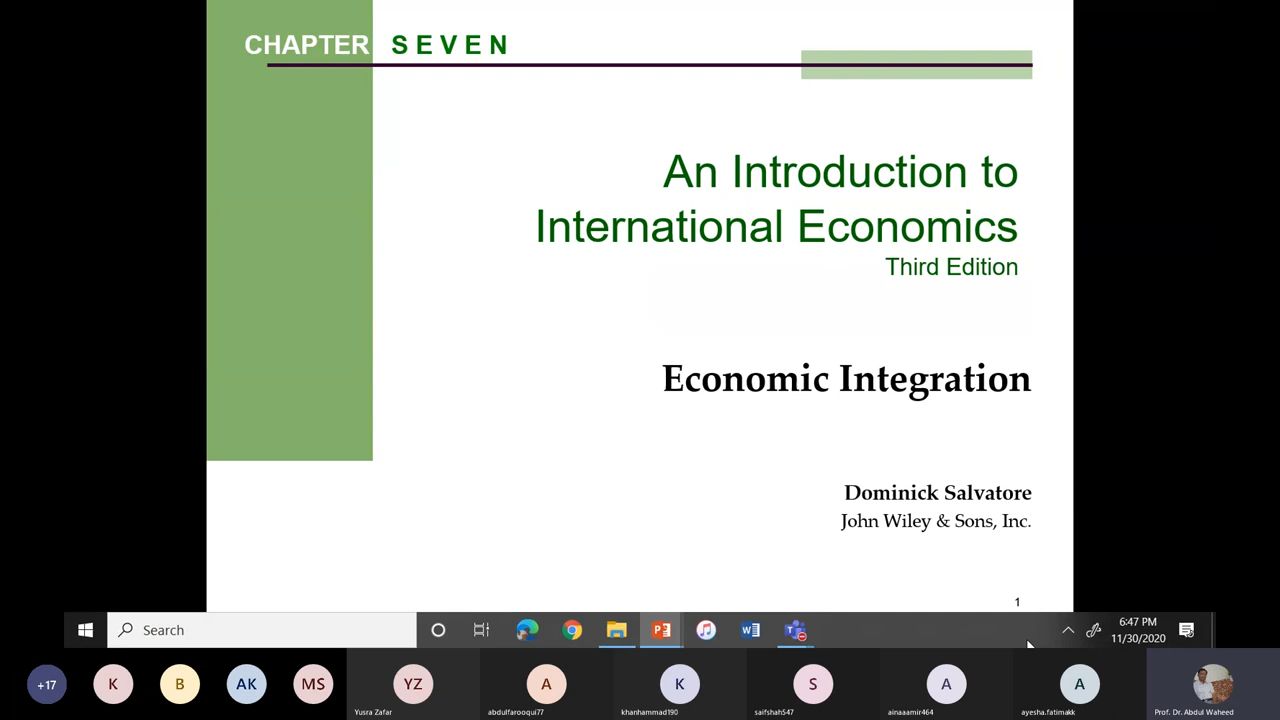 CHAPTER SEVEN
An Introduction to
International Economics
Third Edition
Economic Integration
Dominick Salvatore
John Wiley & Sons, Inc.
1
Search
6:47 PM
11/30/2020
+17
K
B
AK
MS
YZ
A
K
S
A
A
Yusra Zafar
abdulfarooqui77
khanhammad190
saifshah547
ainaaamir464
ayesha.fatimakk
Prof. Dr. Abdul Waheed